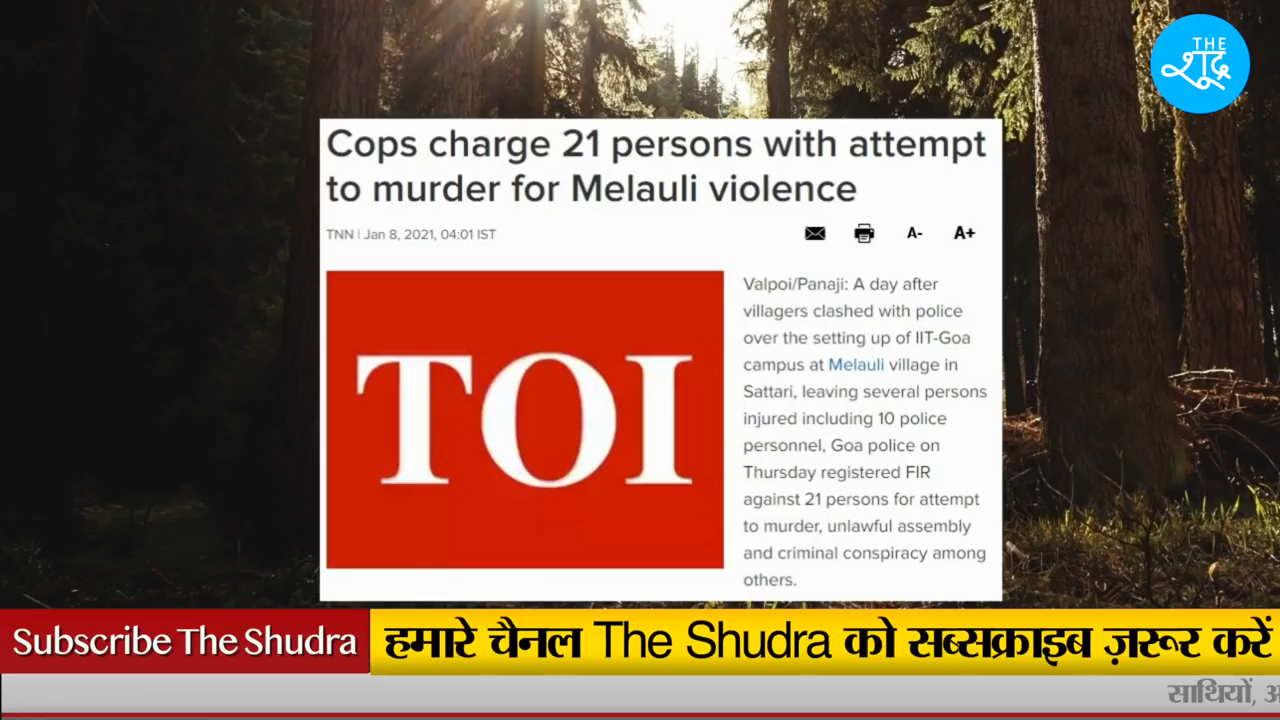 THE
शूद्र
Cops charge 21 persons with attempt
to murder for Melauli violence
TNN | Jan 8, 2021, 04:01 IST
A-
A+
TOI
Valpoi/Panaji: A day after
villagers clashed with police
over the setting up of IIT-Goa
campus at Melauli village in
Sattari, leaving several persons
injured including 10 police
personnel, Goa police on
Thursday registered FIR
against 21 persons for attempt
to murder, unlawful assembly
and criminal conspiracy among
others.
Subscribe The Shudra
हमारे चैनल The Shudra को सब्सक्राइब ज़रूर करें
साथियों,